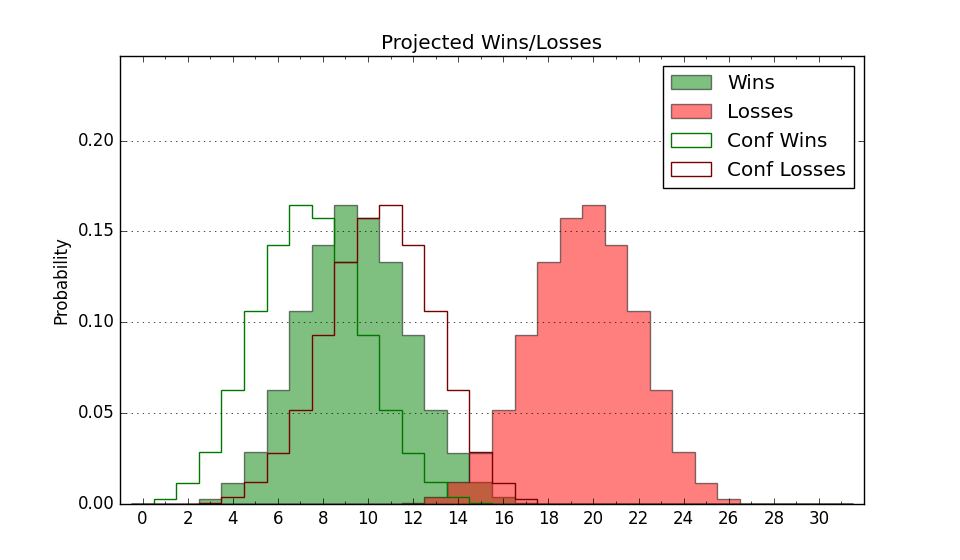 Projected Wins/Losses
Wins
Losses
Conf Wins
Conf Losses
Probability
0.20
0.15
0.10
0.05
0.00
0 2 4 6 8 10 12 14 16 18 20 22 24 26 28 30